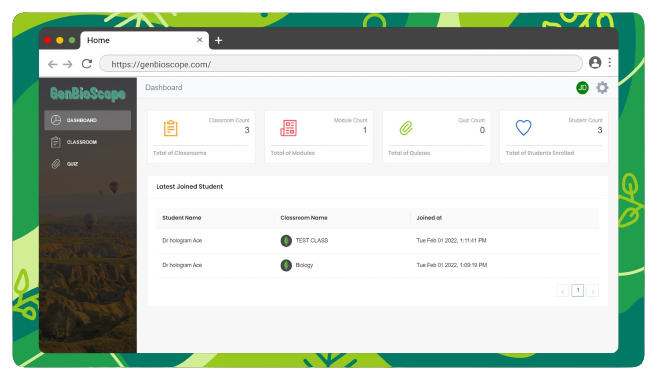 Home
https://genbioscope.com/
GenBioScope
DASHBOARD
CLASSROOM
QUIZ
Dashboard
JD
Classroom Count
3
Total of Classrooms
Module Count
1
Total of Modules
Quiz Count
0
Total of Quizzes
Student Count
3
Total of Students Enrolled
Latest Joined Student
Student Name Classroom Name Joined at
Dr hologram Ace TEST CLASS Tue Feb 01 2022, 1:11:41 PM
Dr hologram Ace Biology Tue Feb 01 2022, 1:09:19 PM
< 1 >